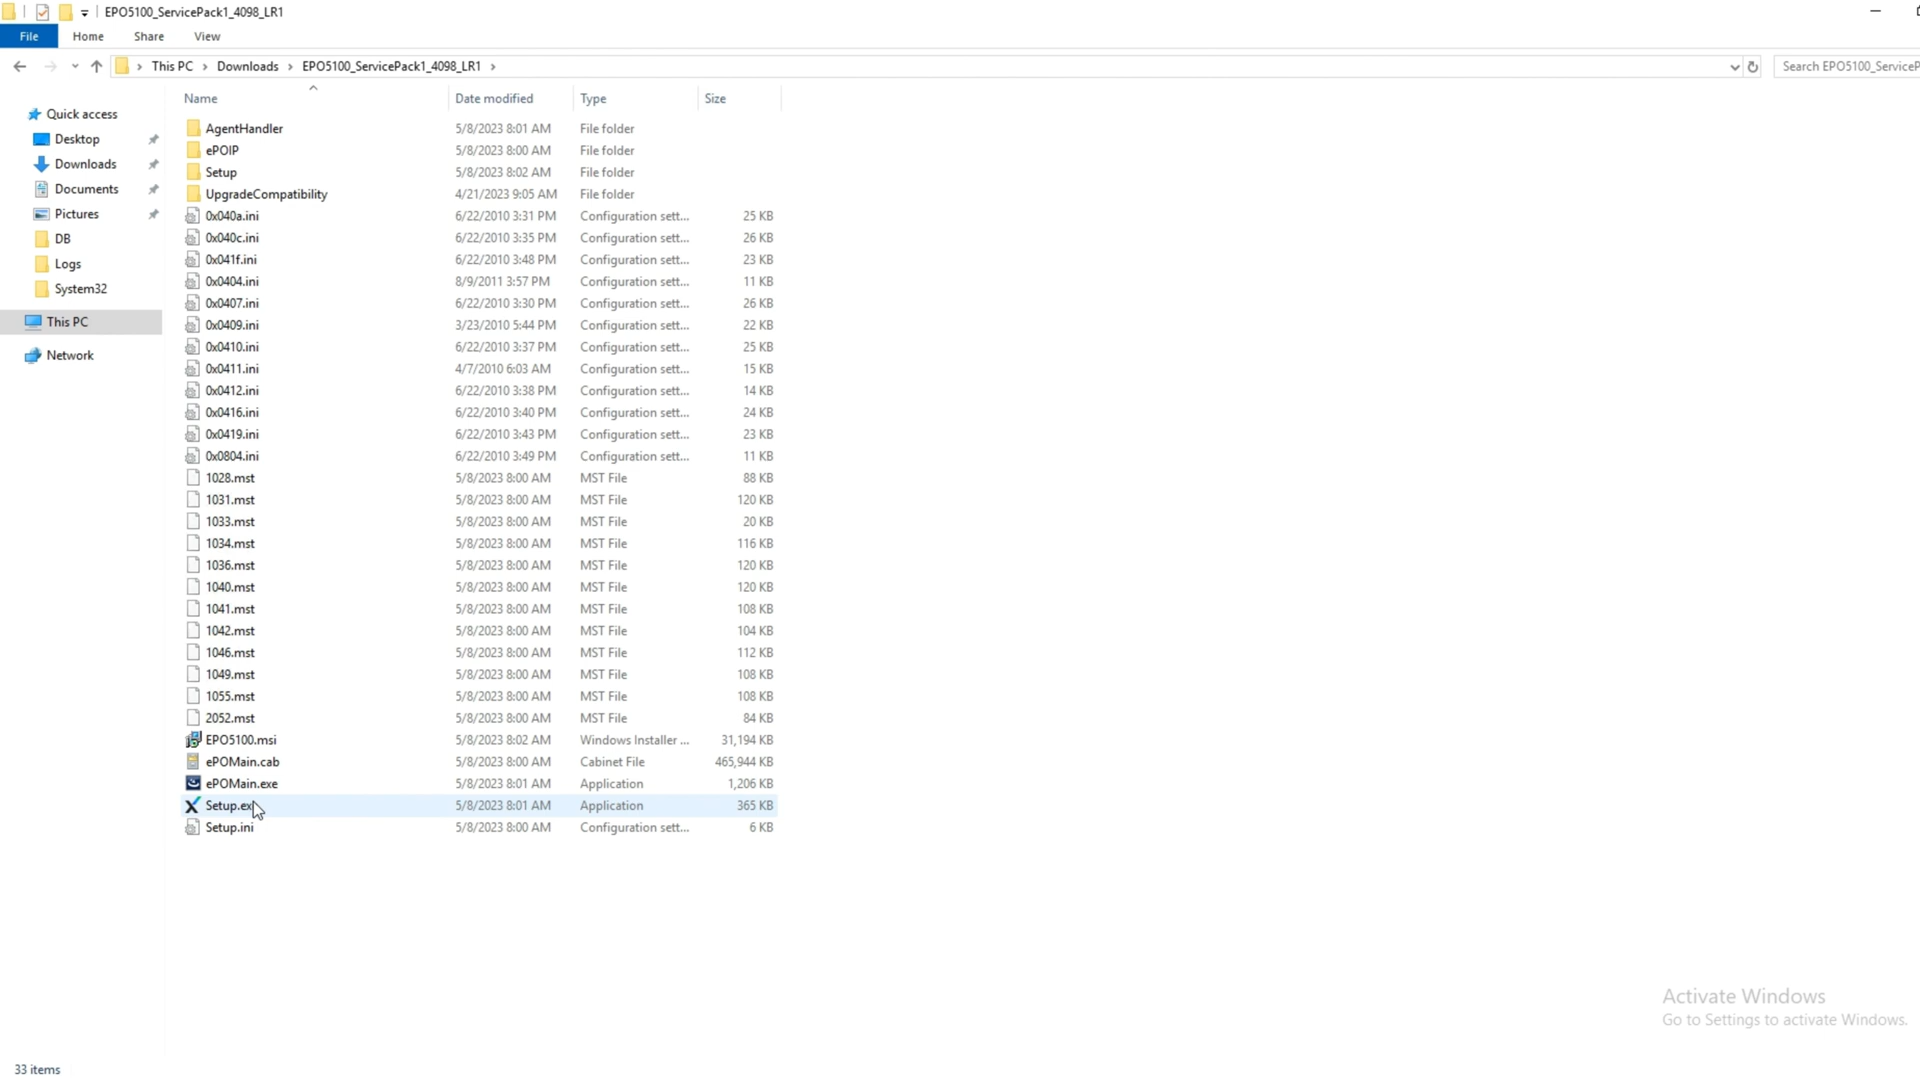 EPO5100_ServicePack1_4098_LR1
File Home Share View
This PC Downloads EPO5100_ServicePack1_4098_LR1
Search EPO5100_ServiceP
Quick access
Desktop
Downloads
Documents
Pictures
DB
Logs
System32
This PC
Network
Name Date modified Type Size
AgentHandler 5/8/2023 8:01 AM File folder
ePOIP 5/8/2023 8:00 AM File folder
Setup 5/8/2023 8:02 AM File folder
UpgradeCompatibility 4/21/2023 9:05 AM File folder
0x040a.ini 6/22/2010 3:31 PM Configuration sett... 25 KB
0x040c.ini 6/22/2010 3:35 PM Configuration sett... 26 KB
0x041f.ini 6/22/2010 3:48 PM Configuration sett... 23 KB
0x0404.ini 8/9/2011 3:57 PM Configuration sett... 11 KB
0x0407.ini 6/22/2010 3:30 PM Configuration sett... 26 KB
0x0409.ini 3/23/2010 5:44 PM Configuration sett... 22 KB
0x0410.ini 6/22/2010 3:37 PM Configuration sett... 25 KB
0x0411.ini 4/7/2010 6:03 AM Configuration sett... 15 KB
0x0412.ini 6/22/2010 3:38 PM Configuration sett... 14 KB
0x0416.ini 6/22/2010 3:40 PM Configuration sett... 24 KB
0x0419.ini 6/22/2010 3:43 PM Configuration sett... 23 KB
0x0804.ini 6/22/2010 3:49 PM Configuration sett... 11 KB
1028.mst 5/8/2023 8:00 AM MST File 88 KB
1031.mst 5/8/2023 8:00 AM MST File 120 KB
1033.mst 5/8/2023 8:00 AM MST File 20 KB
1034.mst 5/8/2023 8:00 AM MST File 116 KB
1036.mst 5/8/2023 8:00 AM MST File 120 KB
1040.mst 5/8/2023 8:00 AM MST File 120 KB
1041.mst 5/8/2023 8:00 AM MST File 108 KB
1042.mst 5/8/2023 8:00 AM MST File 104 KB
1046.mst 5/8/2023 8:00 AM MST File 112 KB
1049.mst 5/8/2023 8:00 AM MST File 108 KB
1055.mst 5/8/2023 8:00 AM MST File 108 KB
2052.mst 5/8/2023 8:00 AM MST File 84 KB
EPO5100.msi 5/8/2023 8:02 AM Windows Installer ... 31,194 KB
ePOMain.cab 5/8/2023 8:00 AM Cabinet File 465,944 KB
ePOMain.exe 5/8/2023 8:01 AM Application 1,206 KB
Setup.ex 5/8/2023 8:01 AM Application 365 KB
Setup.ini 5/8/2023 8:00 AM Configuration sett... 6 KB
Activate Windows
Go to Settings to activate Windows.
33 items